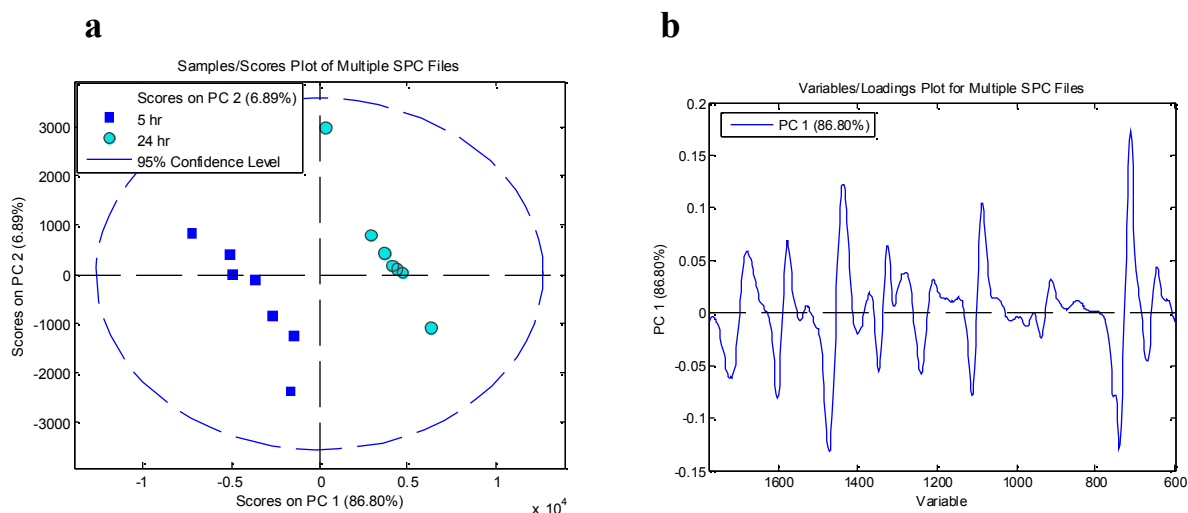 a
Samples/Scores Plot of Multiple SPC Files
Scores on PC 2 (6.89%)
5 hr
24 hr
95% Confidence Level
3000
2000
1000
0
-1000
-2000
-3000
Scores on PC 2 (6.89%)
-1
-0.5
0
0.5
1
x 10^4
Scores on PC 1 (86.80%)
b
Variables/Loadings Plot for Multiple SPC Files
PC 1 (86.80%)
0.2
0.15
0.1
0.05
0
-0.05
-0.1
-0.15
PC 1 (86.80%)
1600
1400
1200
1000
800
600
Variable